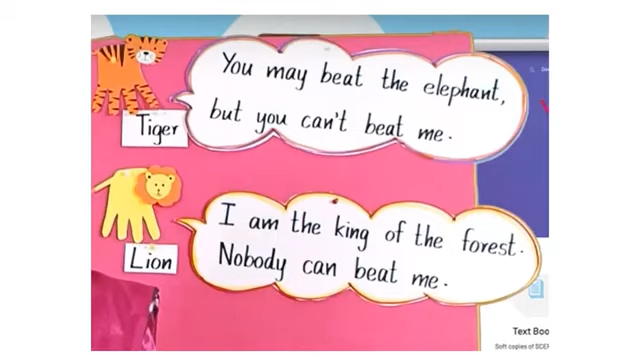 You may beat the elephant,
but you can't beat me.
Tiger
I am the king of the forest.
Nobody can beat me.
Lion
Text Boo
Soft copies of SCER